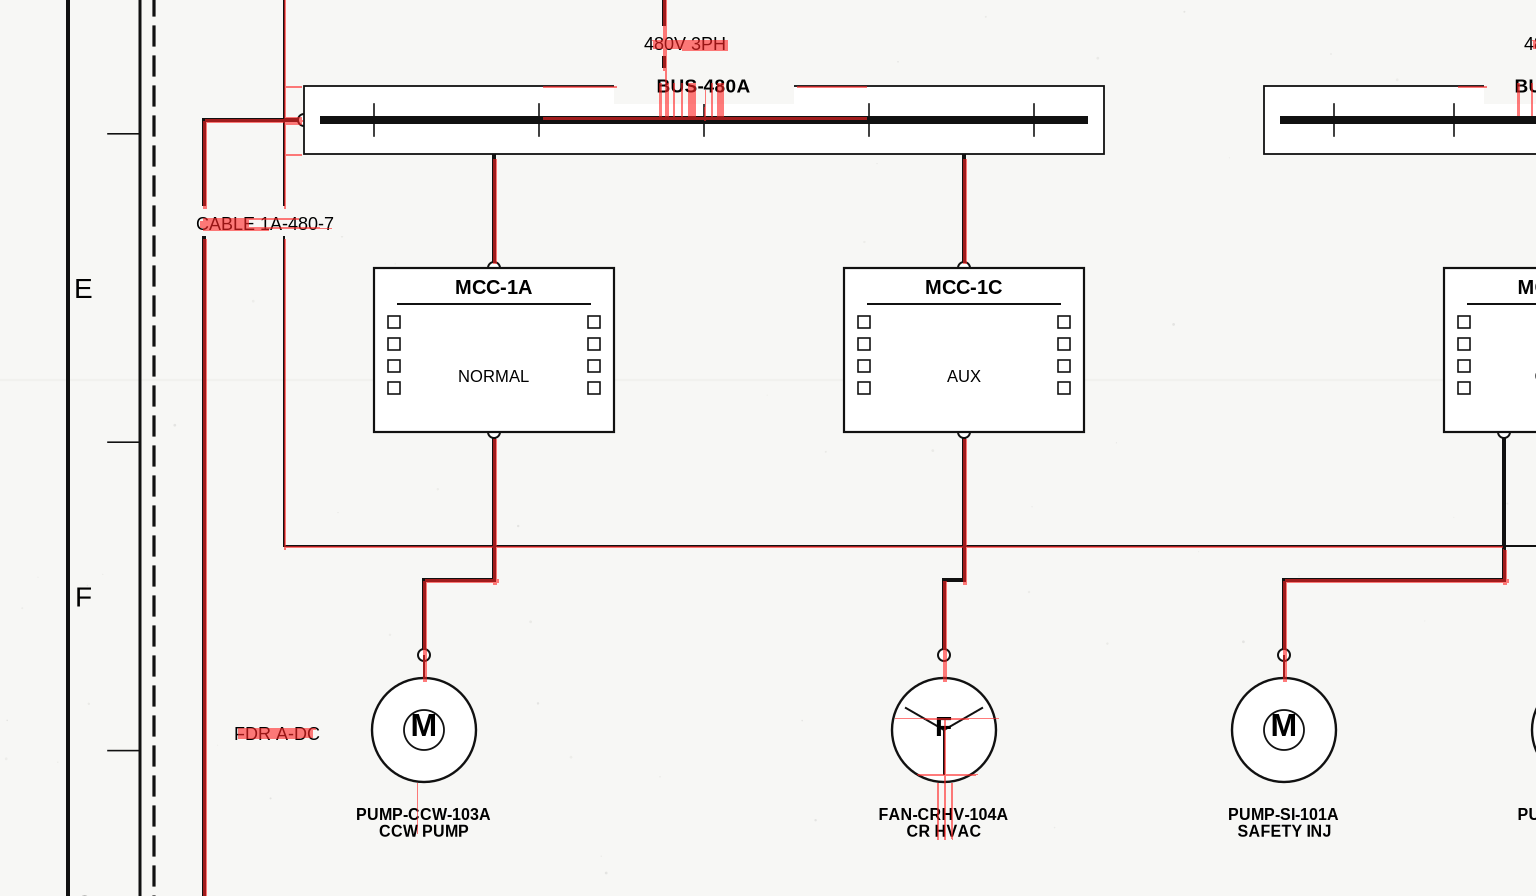 480V 3PH
BUS-480A
CABLE 1A-480-7
E
MCC-1A
MCC-1C
NORMAL
AUX
F
M
F
M
FDR A-DC
PUMP-CCW-103A
CCW PUMP
FAN-CRHV-104A
CR HVAC
PUMP-SI-101A
SAFETY INJ